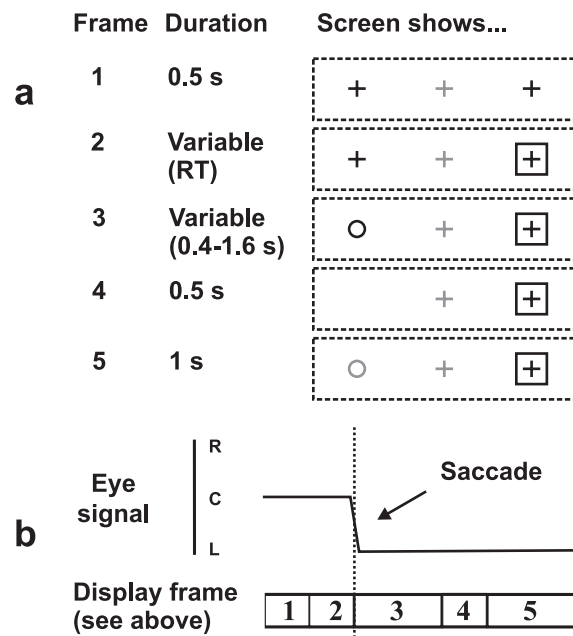 Frame Duration Screen shows...
a
1 0.5 s
2 Variable
(RT)
3 Variable
(0.4-1.6 s)
4 0.5 s
5 1 s
b
Eye
signal
R
C
L
Saccade
Display frame
(see above)
1 2 3 4 5